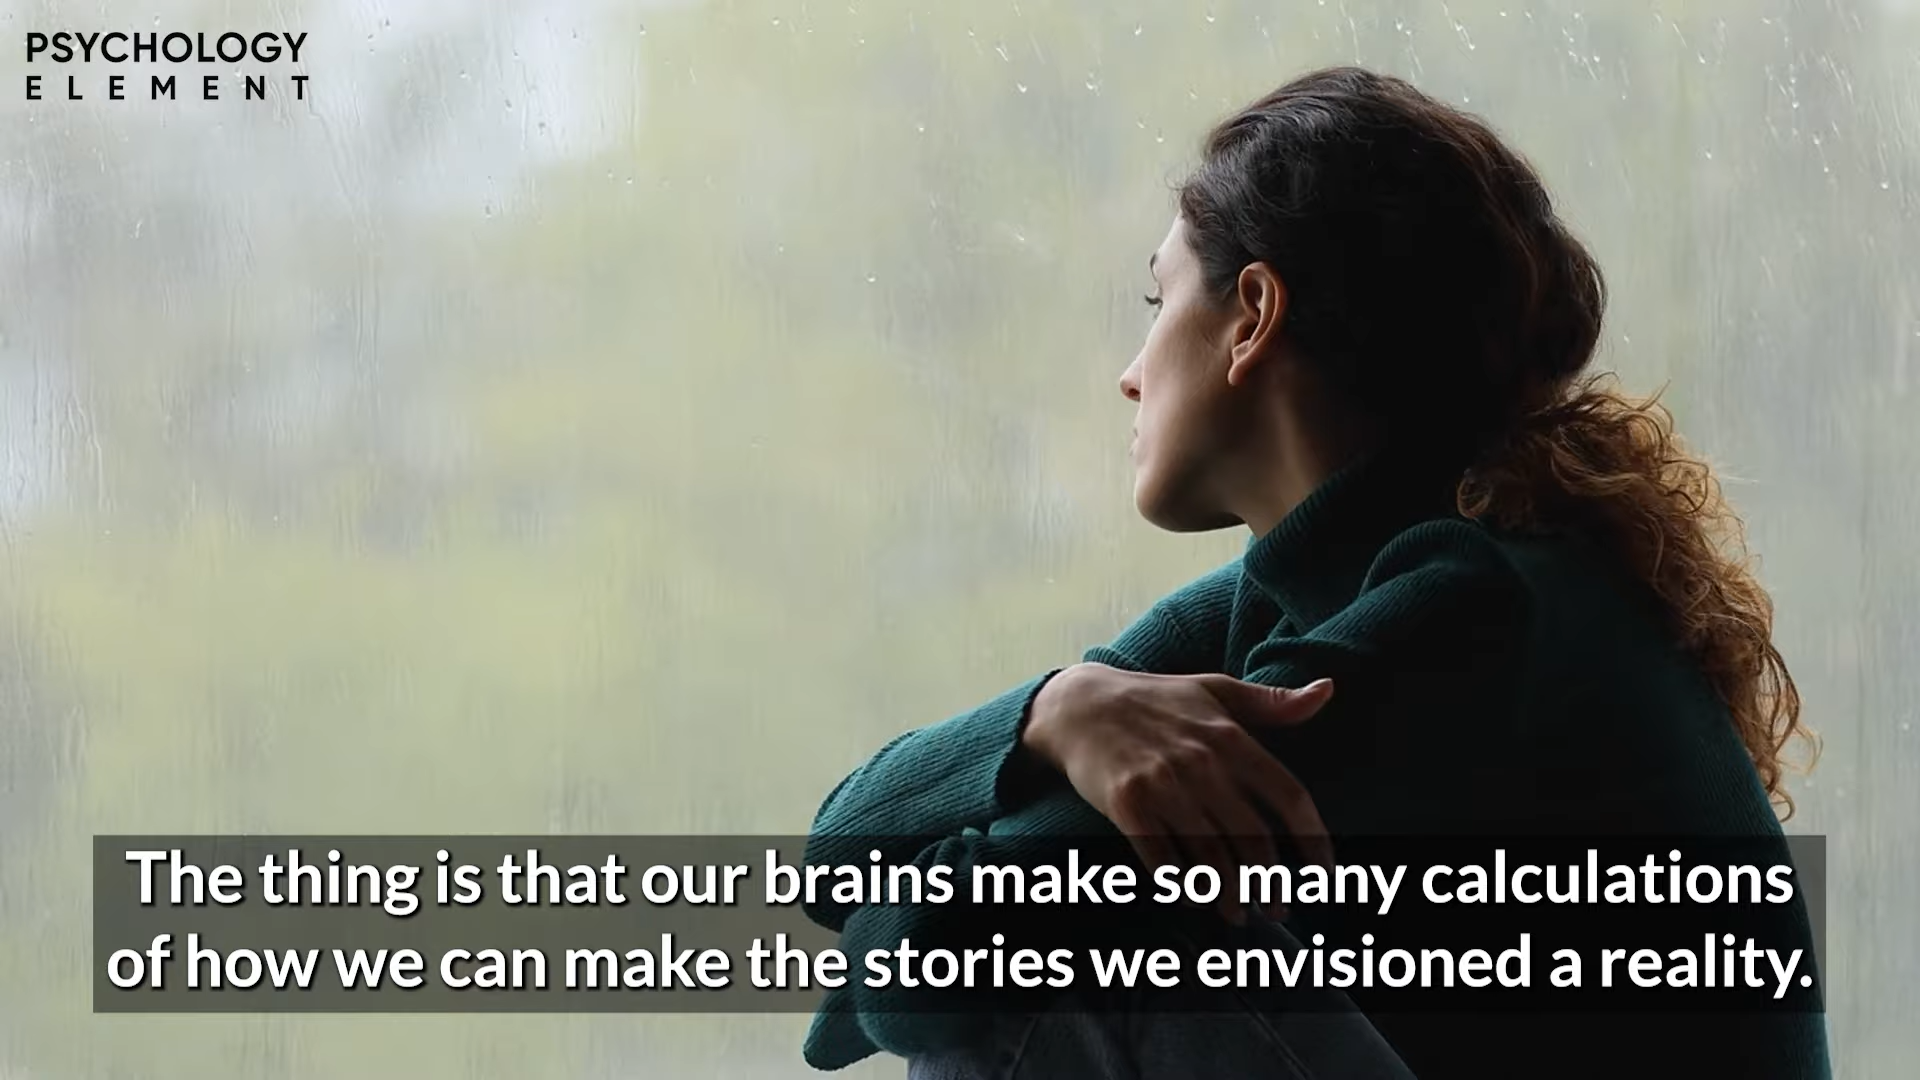 PSYCHOLOGY
ELEMENT
The thing is that our brains make so many calculations
of how we can make the stories we envisioned a reality.